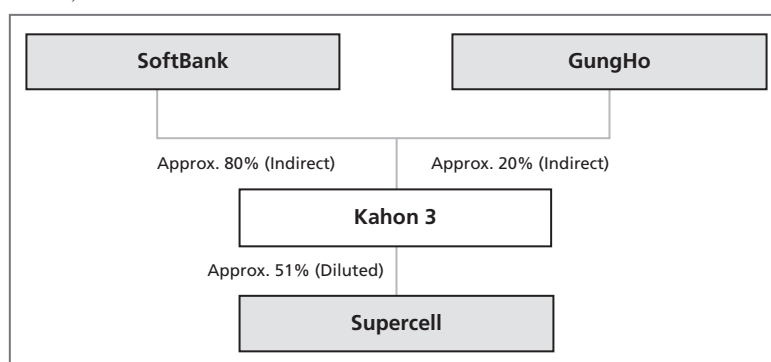 SoftBank
GungHo
Approx. 80% (Indirect)
Approx. 20% (Indirect)
Kahon 3
Approx. 51% (Diluted)
Supercell